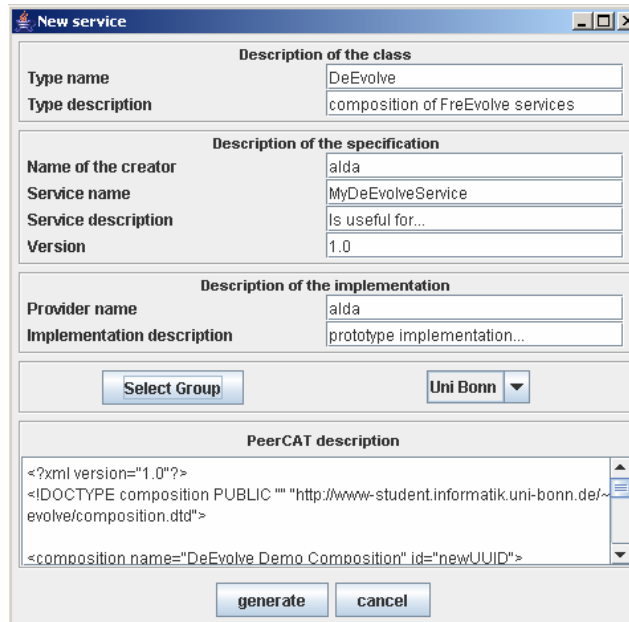 New service
Description of the class
Type name DeEvolve
Type description composition of FreEvolve services
Description of the specification
Name of the creator alda
Service name MyDeEvolveService
Service description Is useful for...
Version 1.0
Description of the implementation
Provider name alda
Implementation description prototype implementation...
Select Group Uni Bonn
PeerCAT description
<?xml version="1.0"?>
<!DOCTYPE composition PUBLIC "" "http://www-student.informatik.uni-bonn.de/~
evolve/composition.dtd">
<composition name="DeEvolve Demo Composition" id="newUUID">
generate cancel